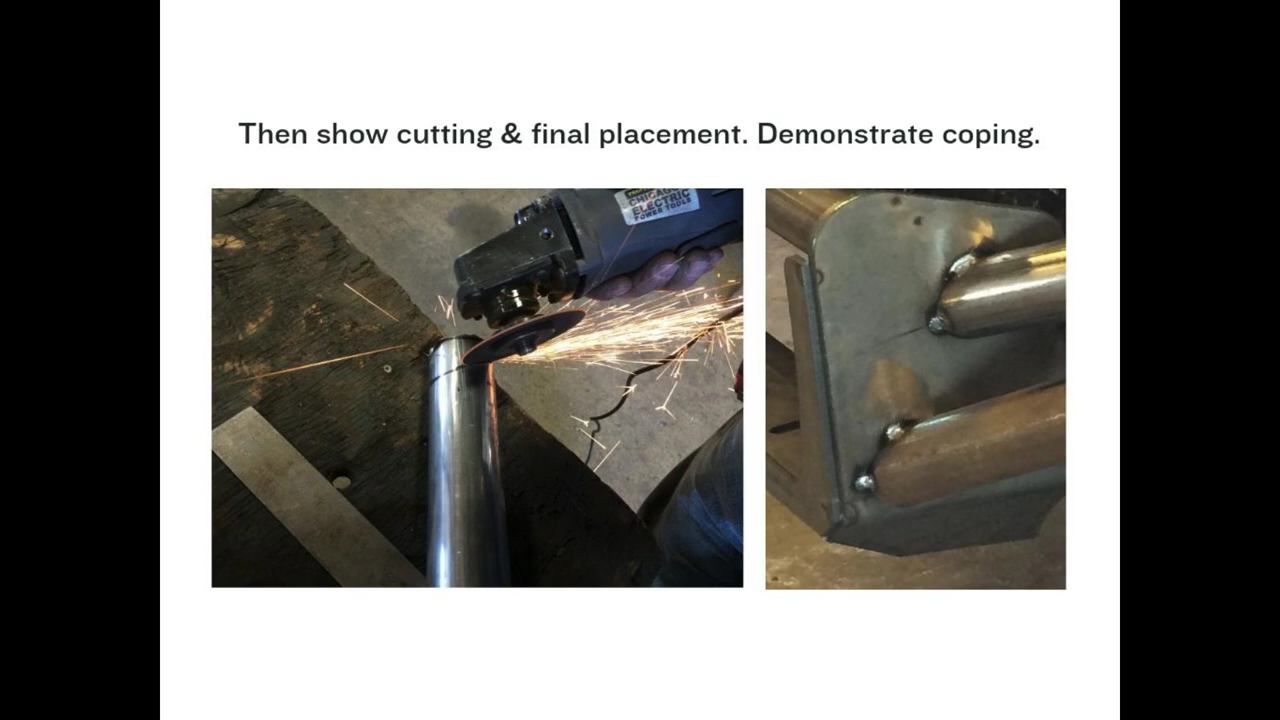 Then show cutting & final placement. Demonstrate coping.
CHICAGO
ELECTRIC
POWER TOOLS